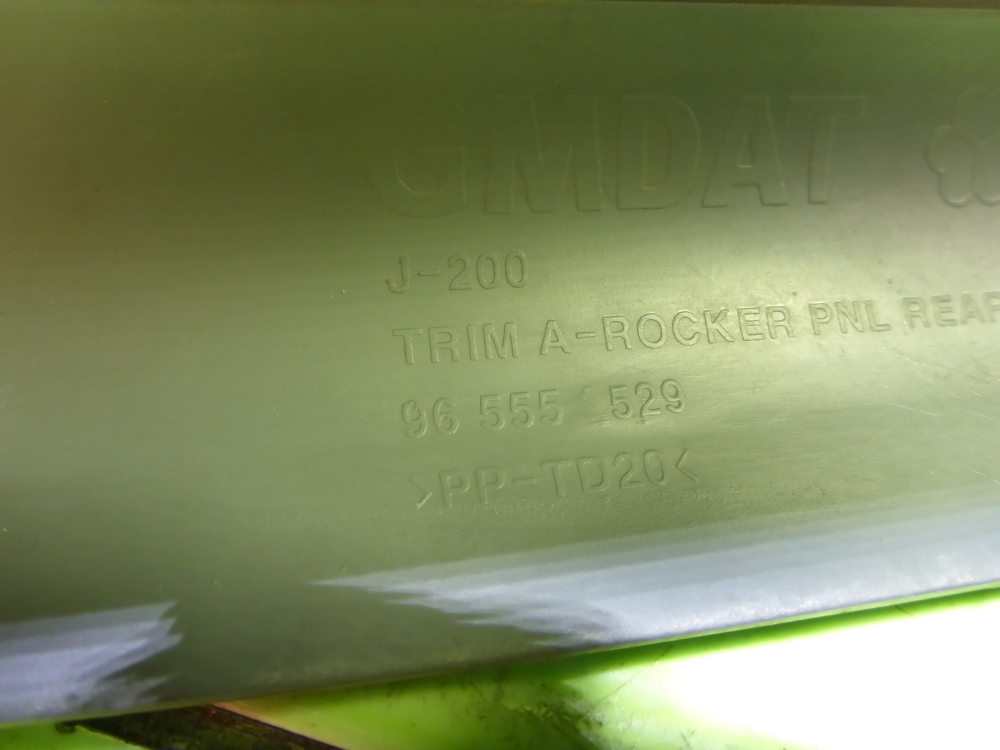 GMDAT
J-200
TRIM A-ROCKER PNL REAR
96 555 529
>PP-TD20<